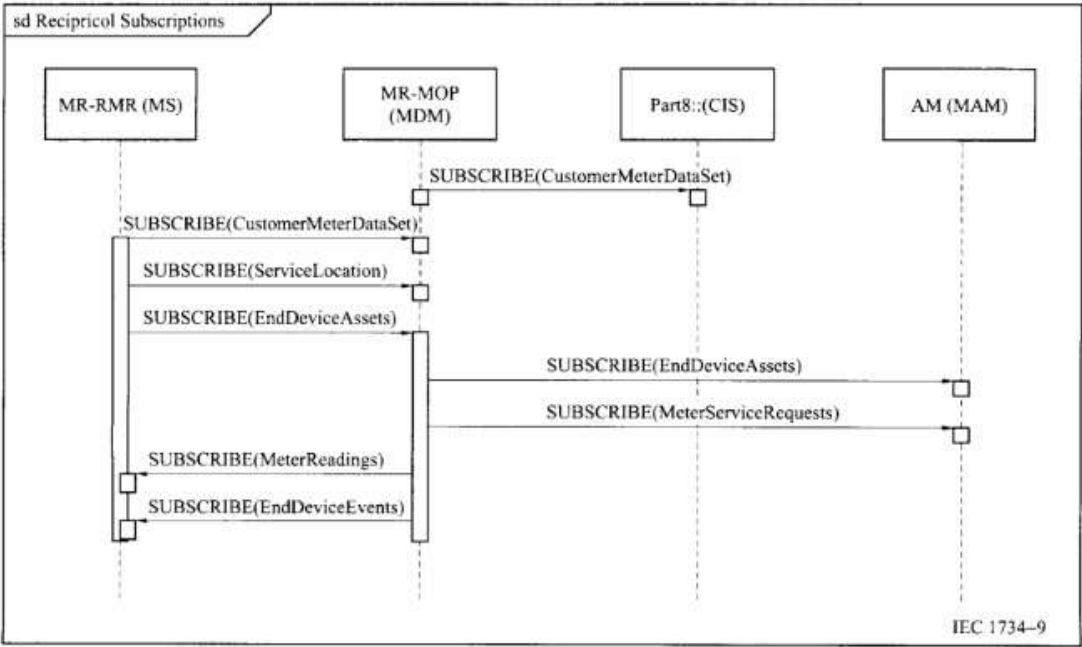 sd Recipricol Subscriptions
MR-RMR (MS)
MR-MOP
(MDM)
Part8::(CIS)
AM (MAM)
SUBSCRIBE(CustomerMeterDataSet)
SUBSCRIBE(CustomerMeterDataSet)
SUBSCRIBE(ServiceLocation)
SUBSCRIBE(EndDeviceAssets)
SUBSCRIBE(EndDeviceAssets)
SUBSCRIBE(MeterServiceRequests)
SUBSCRIBE(MeterReadings)
SUBSCRIBE(EndDeviceEvents)
IEC 1734-9